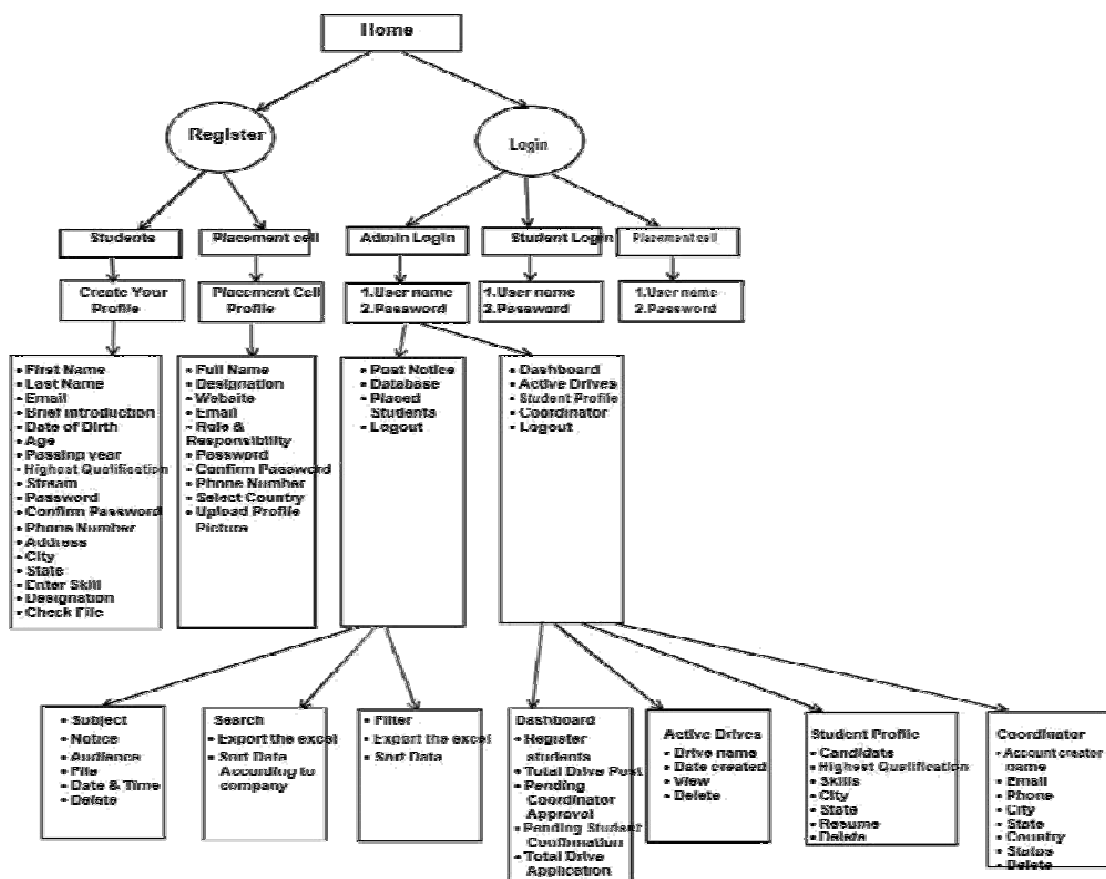 Home
Register
Login
Students
Placement cell
Admin Login
Student Login
Placement cell
Create Your
Profile
Placement Cell
Profile
1.User name
2.Password
1.User name
2.Password
1.User name
2.Password
- First Name
- Last Name
- Email
- Brief introduction
- Date of Birth
- Age
- Passing year
- Highest Qualification
- Stream
- Password
- Confirm Password
- Phone Number
- Address
- City
- State
- Enter Skill
- Designation
- Check File
- Full Name
- Designation
- Website
- Email
- Role &
Responsibility
- Password
- Confirm Password
- Phone Number
- Select Country
- Upload Profile
Picture
- Post Notice
- Database
- Placed
Students
- Logout
- Dashboard
- Active Drives
- Student Profile
- Coordinator
- Logout
- Subject
- Notice
- Audience
- File
- Date & Time
- Delete
Search
- Export the excel
- Sort Data
According to
company
- Filter
- Export the excel
- Sort Data
Dashboard
- Register
students
- Total Drive Post
- Pending
Coordinator
Approval
- Pending Student
Confirmation
- Total Drive
Application
Active Drives
- Drive name
- Date created
- View
- Delete
Student Profile
- Candidate
- Highest Qualification
- Skills
- City
- State
- Resume
- Delete
Coordinator
- Account creator
name
- Email
- Phone
- City
- State
- Country
- Status
- Delete